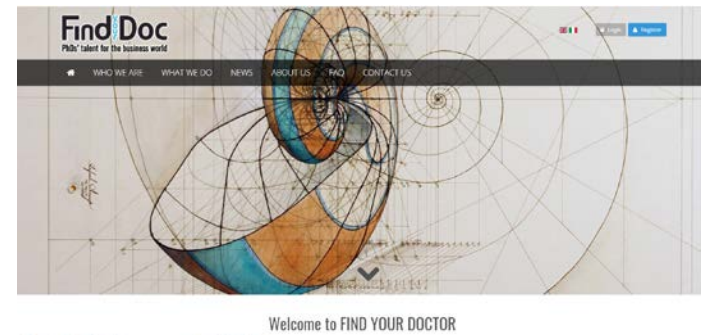 Find Doc
PhDs' talent for the business world
Login
Register
WHO WE ARE
WHAT WE DO
NEWS
ABOUT US
FAQ
CONTACT US
Welcome to FIND YOUR DOCTOR